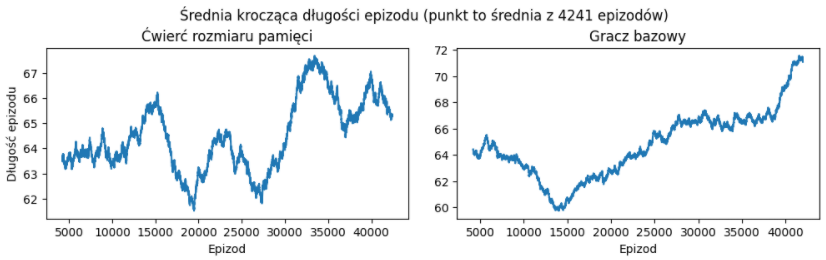 Średnia krocząca długości epizodu (punkt to średnia z 4241 epizodów)
Ćwierć rozmiaru pamięci
Długość epizodu
67
66
65
64
63
62
5000 10000 15000 20000 25000 30000 35000 40000
Epizod
Gracz bazowy
72
70
68
66
64
62
60
5000 10000 15000 20000 25000 30000 35000 40000
Epizod